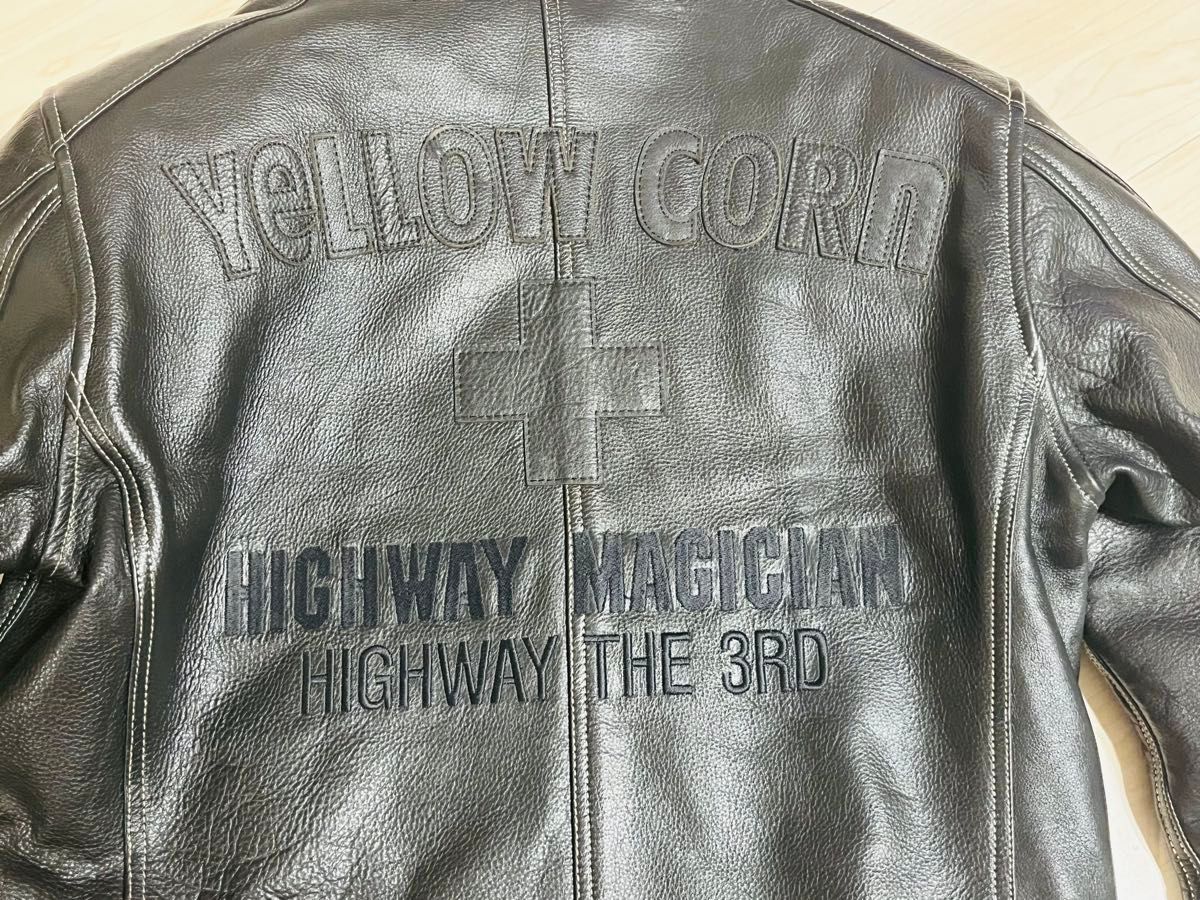 YeLLOW CORn
HIGHWAY MAGICIAN
HIGHWAY THE 3RD